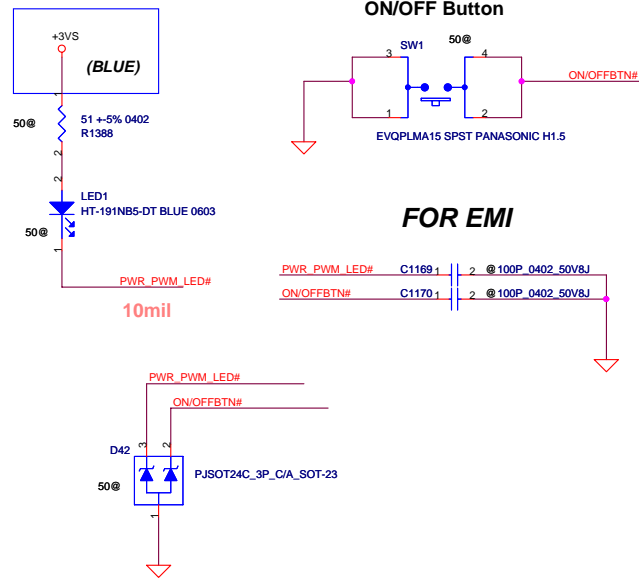 ON/OFF Button
+3VS
(BLUE)
1
50@
51 +-5% 0402
R1388
2
2
LED1
HT-191NB5-DT BLUE 0603
50@
1
PWR_PWM_LED#
10mil
SW1
50@
3
4
ON/OFFBTN#
1
2
EVQPLMA15 SPST PANASONIC H1.5
FOR EMI
PWR_PWM_LED#
C1169
1
2
@100P_0402_50V8J
ON/OFFBTN#
C1170
1
2
@100P_0402_50V8J
PWR_PWM_LED#
ON/OFFBTN#
D42
3
2
50@
PJSOT24C_3P_C/A_SOT-23
1